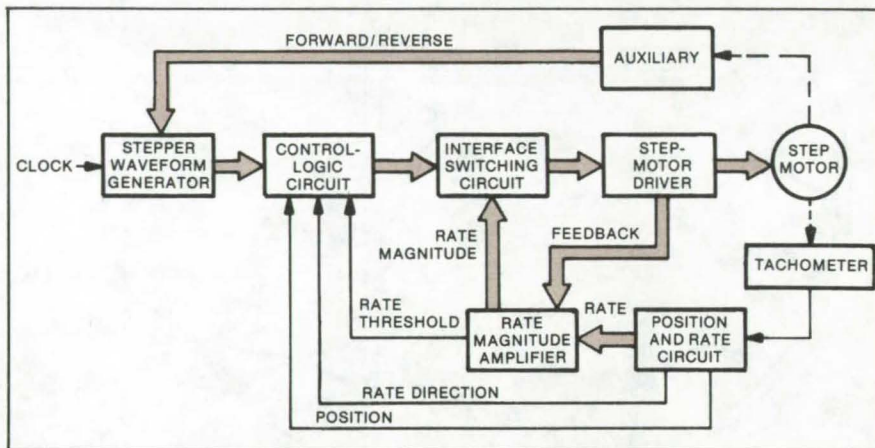 FORWARD/REVERSE
AUXILIARY
CLOCK
STEPPER
WAVEFORM
GENERATOR
CONTROL-
LOGIC
CIRCUIT
INTERFACE
SWITCHING
CIRCUIT
STEP-
MOTOR
DRIVER
STEP
MOTOR
RATE
MAGNITUDE
FEEDBACK
TACHOMETER
RATE
THRESHOLD
RATE
MAGNITUDE
AMPLIFIER
RATE
POSITION
AND RATE
CIRCUIT
RATE DIRECTION
POSITION